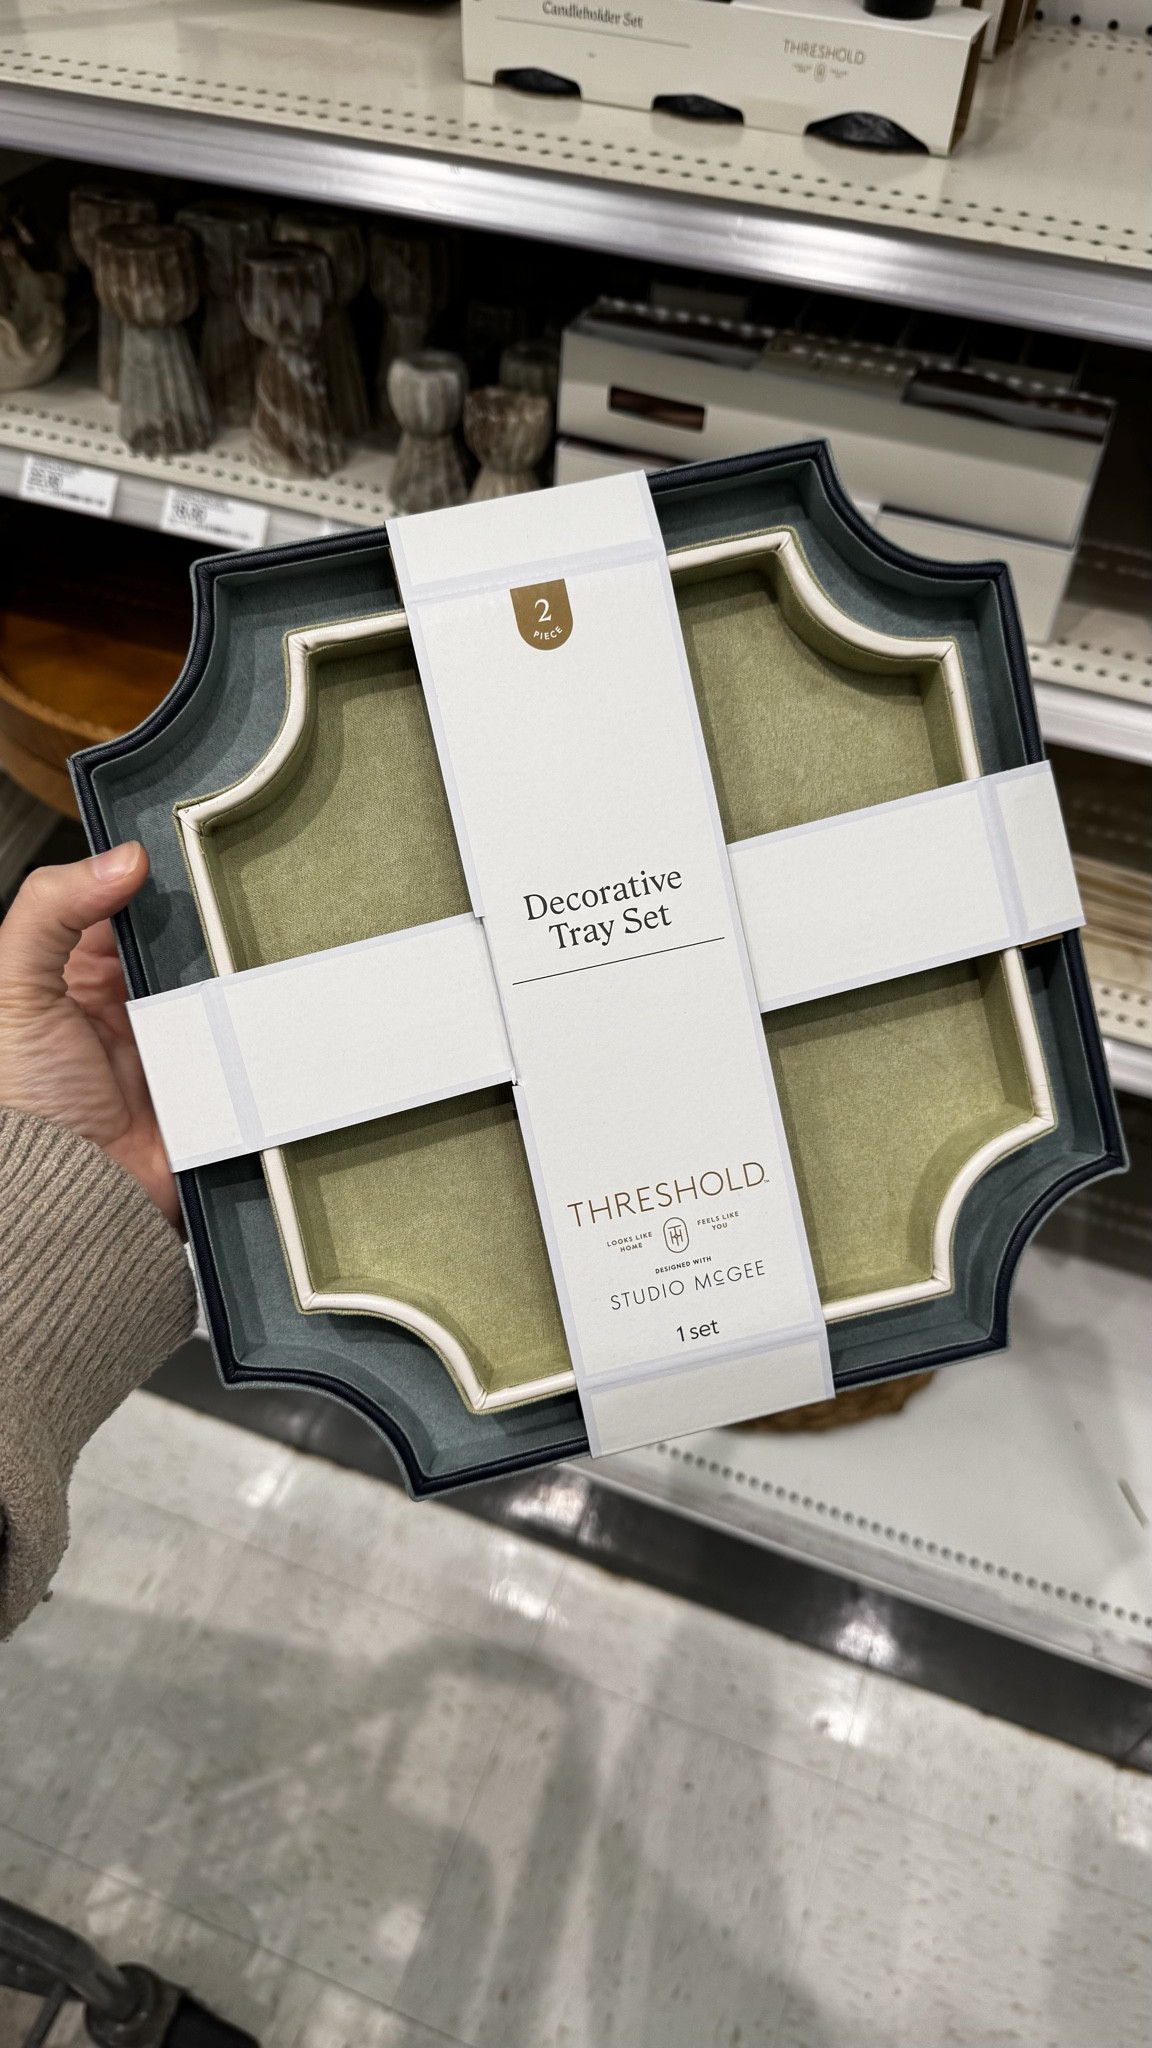 Candleholder Set
THRESHOLD
2
PIECE
Decorative
Tray Set
THRESHOLD™
LOOKS LIKE
HOME
FEELS LIKE
YOU
DESIGNED WITH
STUDIO McGEE
1 set